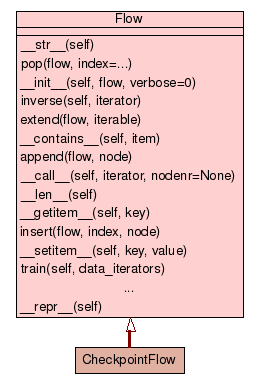 Flow
__str__(self)
pop(flow, index=...)
__init__(self, flow, verbose=0)
inverse(self, iterator)
extend(flow, iterable)
__contains__(self, item)
append(flow, node)
__call__(self, iterator, nodenr=None)
__len__(self)
__getitem__(self, key)
insert(flow, index, node)
__setitem__(self, key, value)
train(self, data_iterators)
...
__repr__(self)
CheckpointFlow